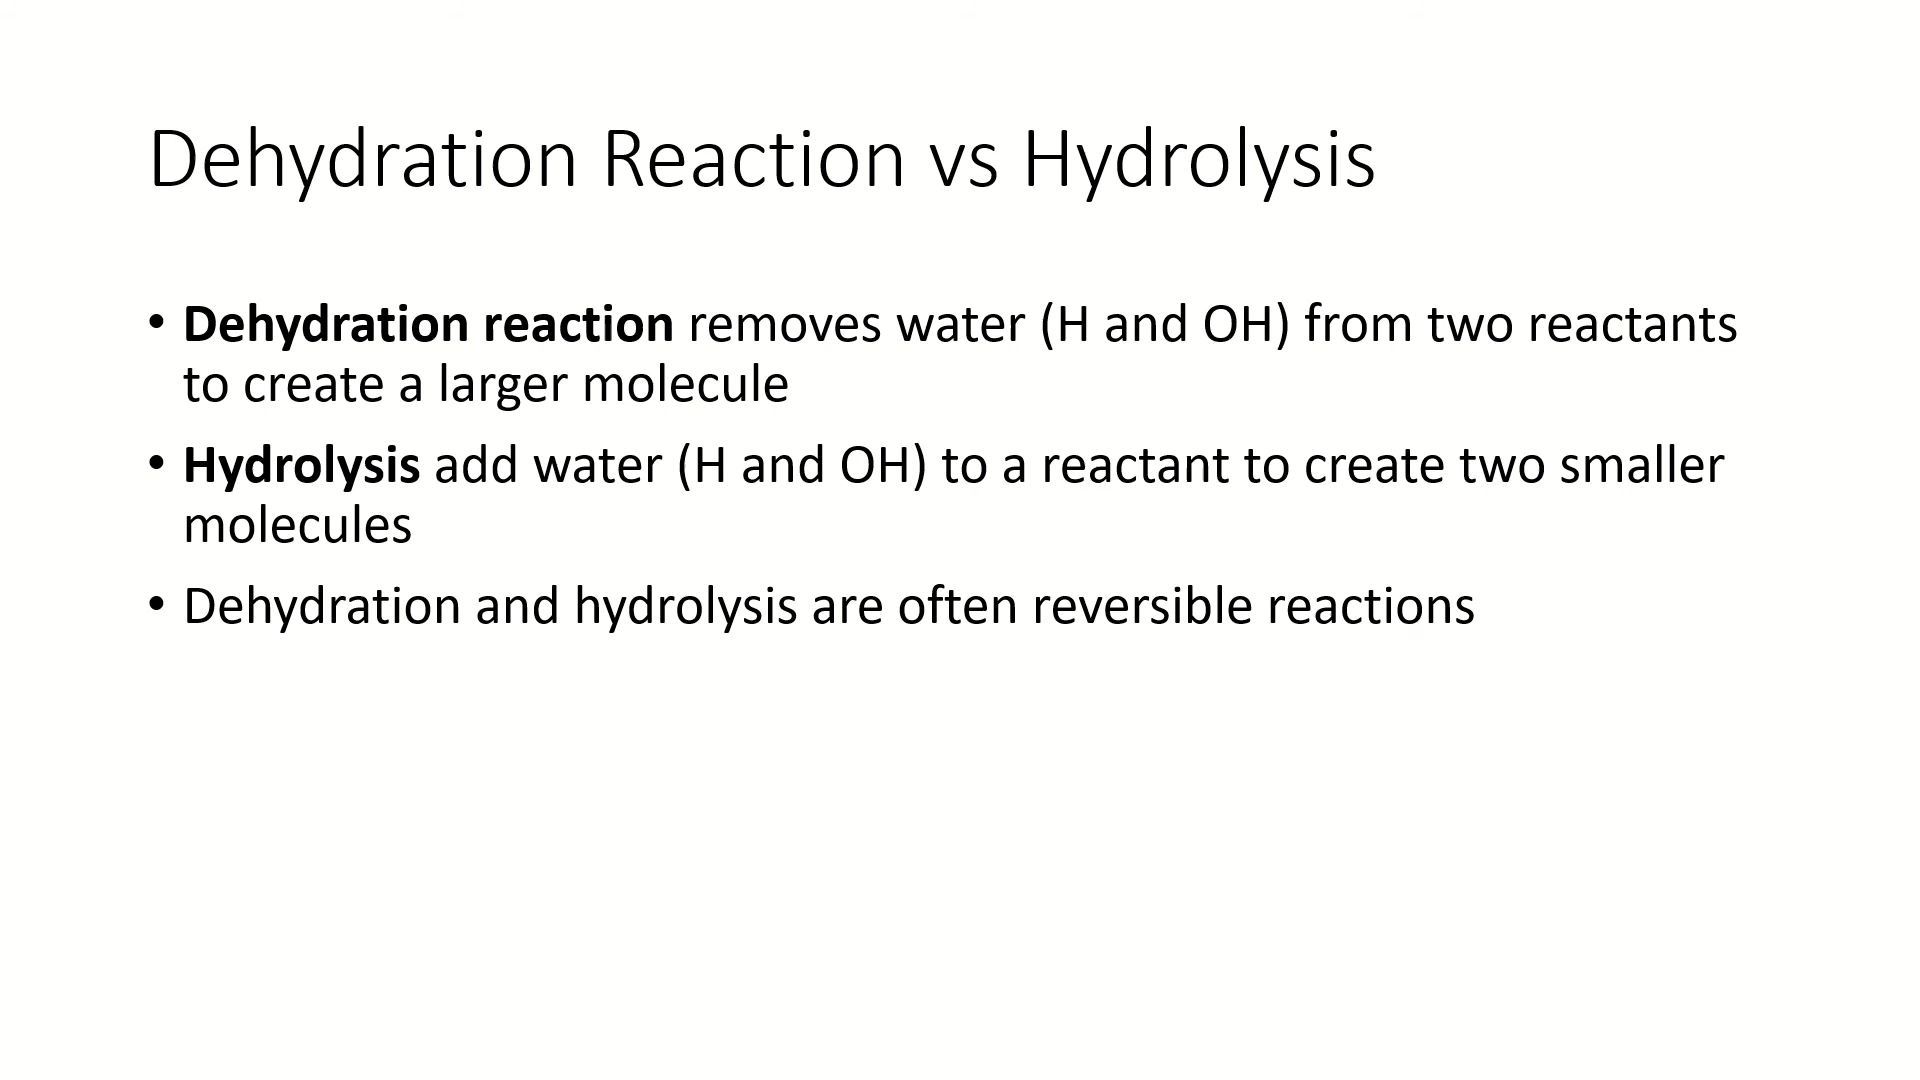 Dehydration Reaction vs Hydrolysis
• Dehydration reaction removes water (H and OH) from two reactants
to create a larger molecule
• Hydrolysis add water (H and OH) to a reactant to create two smaller
molecules
• Dehydration and hydrolysis are often reversible reactions